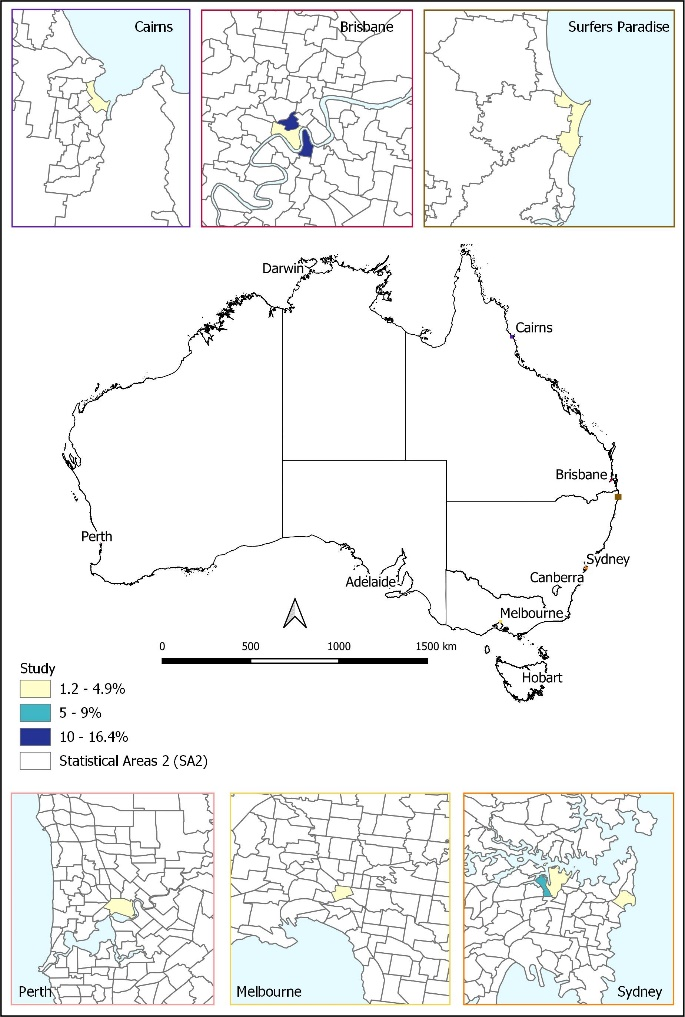 Cairns
Brisbane
Surfers Paradise
Darwin
Cairns
Brisbane
Perth
Sydney
Canberra
Adelaide
Melbourne
0 500 1000 1500 km
Hobart
Study
1.2 - 4.9%
5 - 9%
10 - 16.4%
Statistical Areas 2 (SA2)
Perth
Melbourne
Sydney